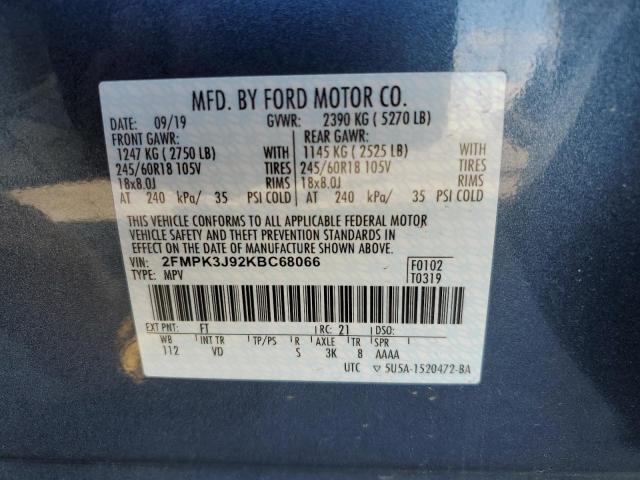 MFD. BY FORD MOTOR CO.
DATE: 09/19 GVWR: 2390 KG ( 5270 LB)
FRONT GAWR: REAR GAWR:
1247 KG ( 2750 LB) WITH 1145 KG ( 2525 LB) WITH
245/60R18 105V TIRES 245/60R18 105V TIRES
18x8.0J RIMS 18x8.0J RIMS
AT 240 kPa/ 35 PSI COLD AT 240 kPa/ 35 PSI COLD
THIS VEHICLE CONFORMS TO ALL APPLICABLE FEDERAL MOTOR
VEHICLE SAFETY AND THEFT PREVENTION STANDARDS IN
EFFECT ON THE DATE OF MANUFACTURE SHOWN ABOVE.
VIN: 2FMPK3J92KBC68066 F0102
TYPE: MPV T0319
EXT PNT: FT RC: 21 DSO:
WB INT TR TP/PS R AXLE TR SPR
112 VD S 3K 8 AAAA
UTC ▽ 5U5A-1520472-BA